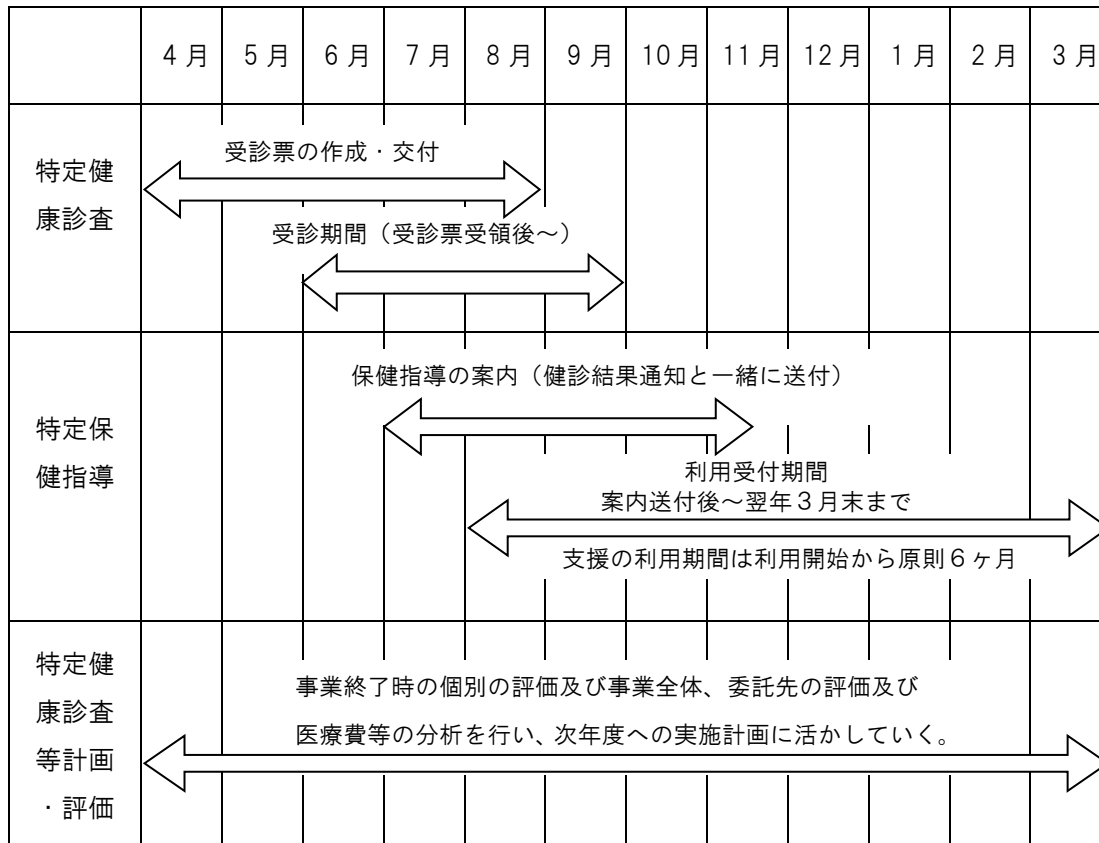 4月 5月 6月 7月 8月 9月 10月 11月 12月 1月 2月 3月
特定健
康診査
受診票の作成・交付
受診期間（受診票受領後～）
特定保
健指導
保健指導の案内（健診結果通知と一緒に送付）
利用受付期間
案内送付後～翌年３月末まで
支援の利用期間は利用開始から原則６ヶ月
特定健
康診査
等計画
・評価
事業終了時の個別の評価及び事業全体、委託先の評価及び
医療費等の分析を行い、次年度への実施計画に活かしていく。